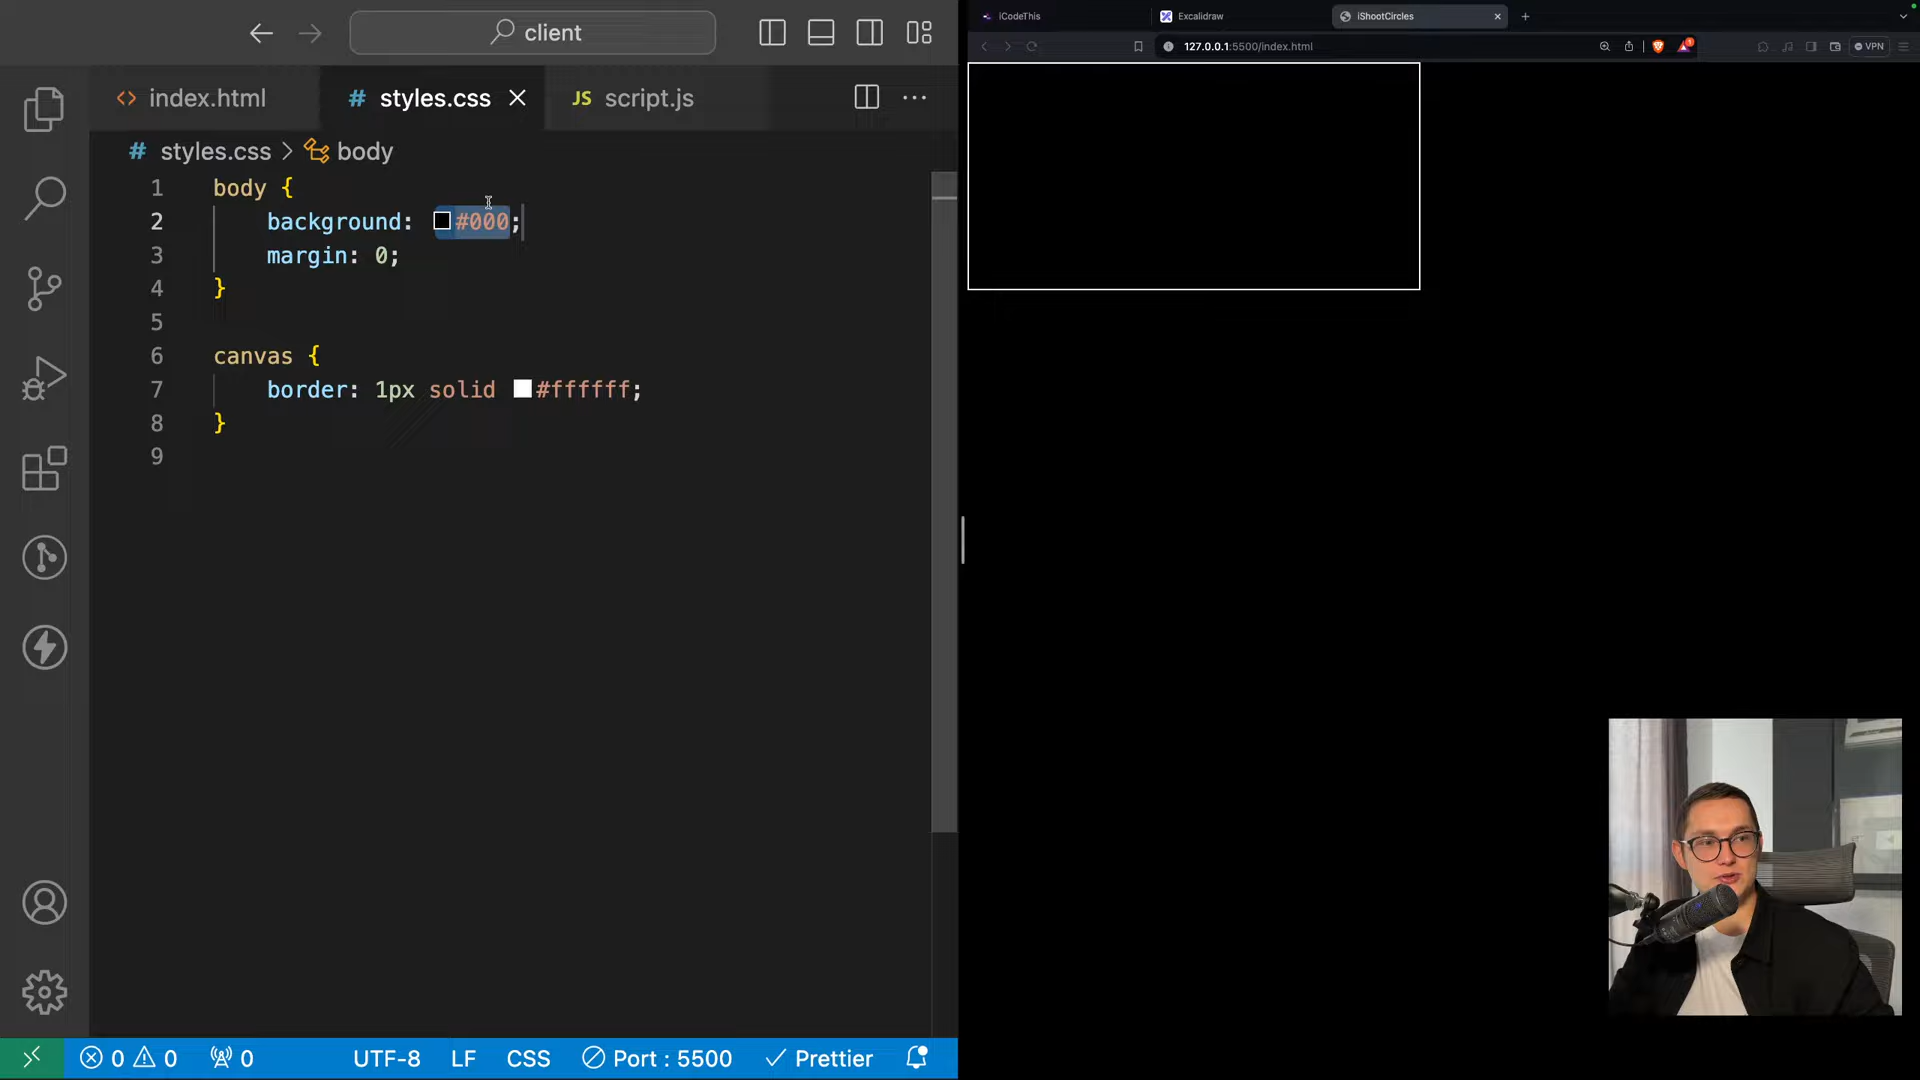 client
index.html
# styles.css
JS script.js
# styles.css > body
1 body {
2 background: #000;
3 margin: 0;
4 }
5
6 canvas {
7 border: 1px solid #ffffff;
8 }
9
0 0 0
UTF-8 LF CSS Port : 5500 Prettier
iCodeThis
Excalidraw
iShootCircles
127.0.0.1:5500/index.html
1
VPN